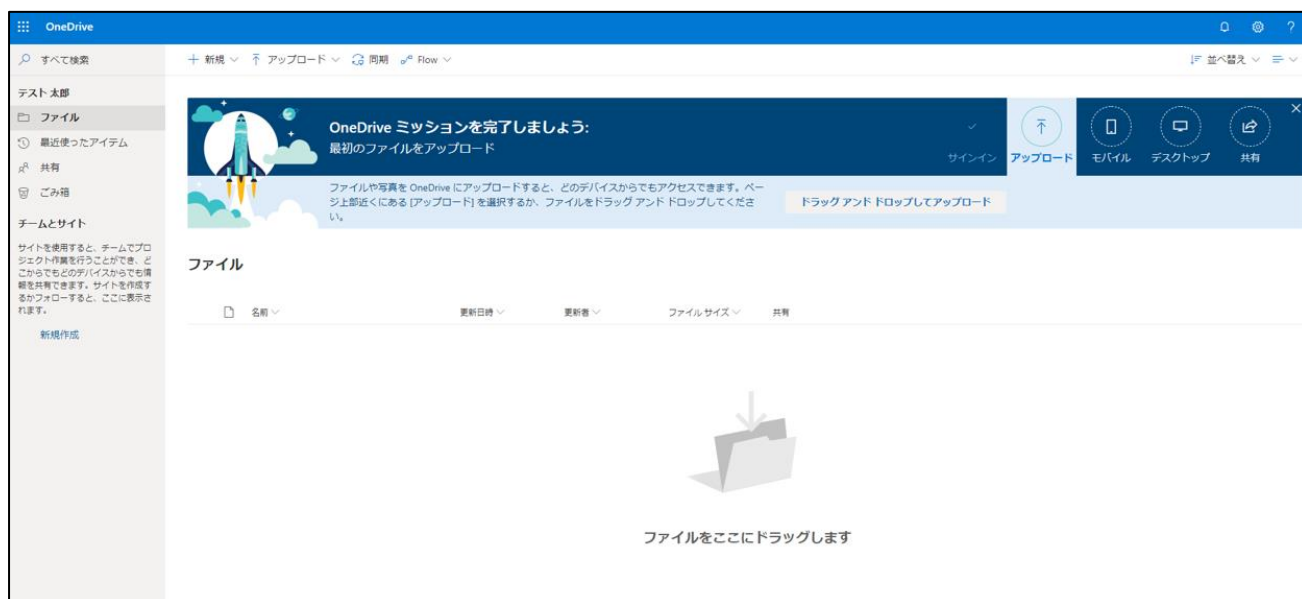 OneDrive
?
すべて検索
+ 新規 アップロード 同期 Flow
並べ替え
テスト 太郎
ファイル
最近使ったアイテム
共有
ごみ箱
チームとサイト
サイトを使用すると、チームでプロ
ジェクト作業を行うことができ、ど
こからでもどのデバイスからでも情
報を共有できます。サイトを作成す
るかフォローすると、ここに表示さ
れます。
新規作成
OneDrive ミッションを完了しましょう:
最初のファイルをアップロード
サインイン
アップロード
モバイル
デスクトップ
共有
ファイルや写真を OneDrive にアップロードすると、どのデバイスからでもアクセスできます。ペー
ジ上部近くにある [アップロード] を選択するか、ファイルをドラッグ アンド ドロップしてくださ
い。
ドラッグ アンド ドロップしてアップロード
ファイル
名前 更新日時 更新者 ファイル サイズ 共有
ファイルをここにドラッグします